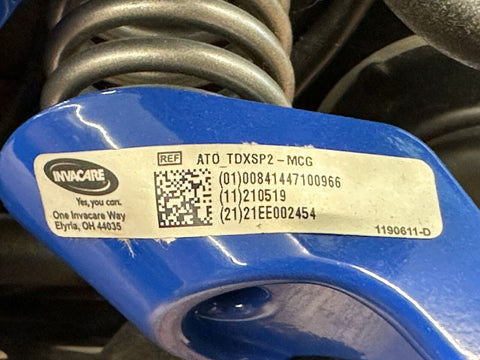 INVACARE
Yes, you can.
One Invacare Way
Elyria, OH 44035
REF ATO_TDXSP2-MCG
(01)00841447100966
(11)210519
(21)21EE002454
1190611-D